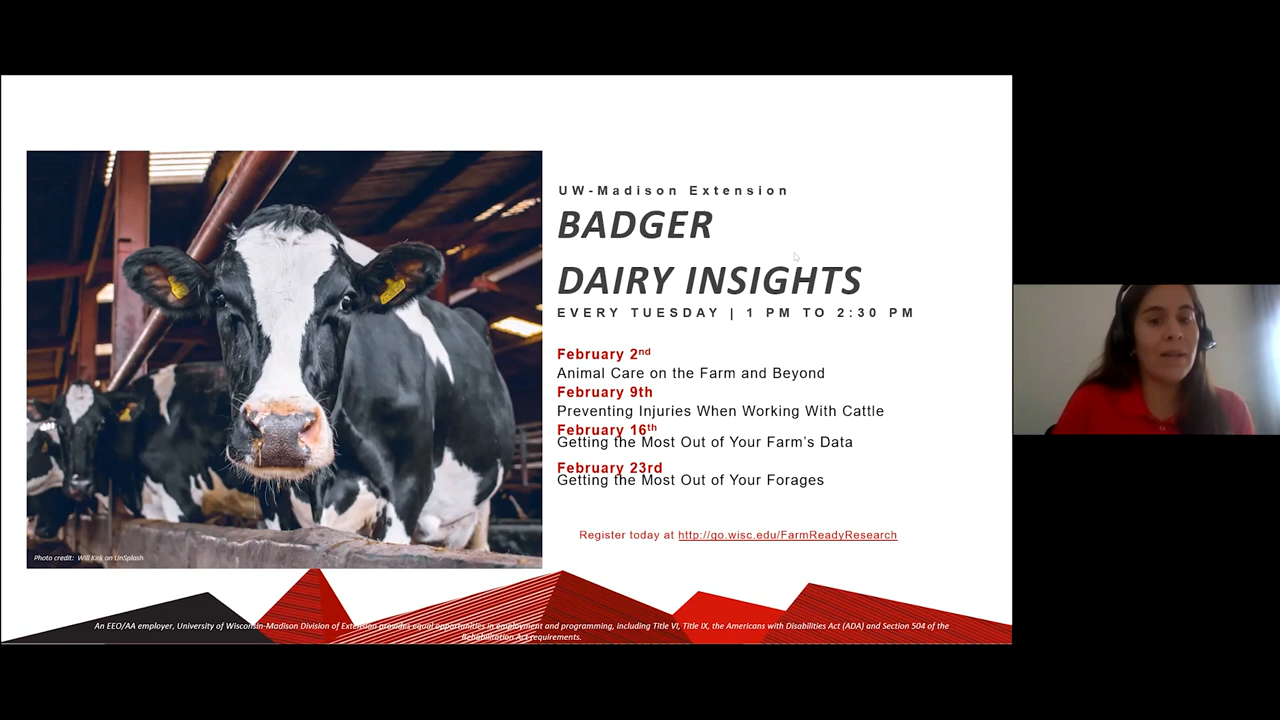 UW-Madison Extension
BADGER
DAIRY INSIGHTS
EVERY TUESDAY | 1 PM TO 2:30 PM
February 2nd
Animal Care on the Farm and Beyond
February 9th
Preventing Injuries When Working With Cattle
February 16th
Getting the Most Out of Your Farm's Data
February 23rd
Getting the Most Out of Your Forages
Register today at http://go.wisc.edu/FarmReadyResearch
Photo credit: Will Kirk on UnSplash
An EEO/AA employer, University of Wisconsin-Madison Division of Extension provides equal opportunities in employment and programming, including Title VI, Title IX, the Americans with Disabilities Act (ADA) and Section 504 of the
Rehabilitation Act requirements.